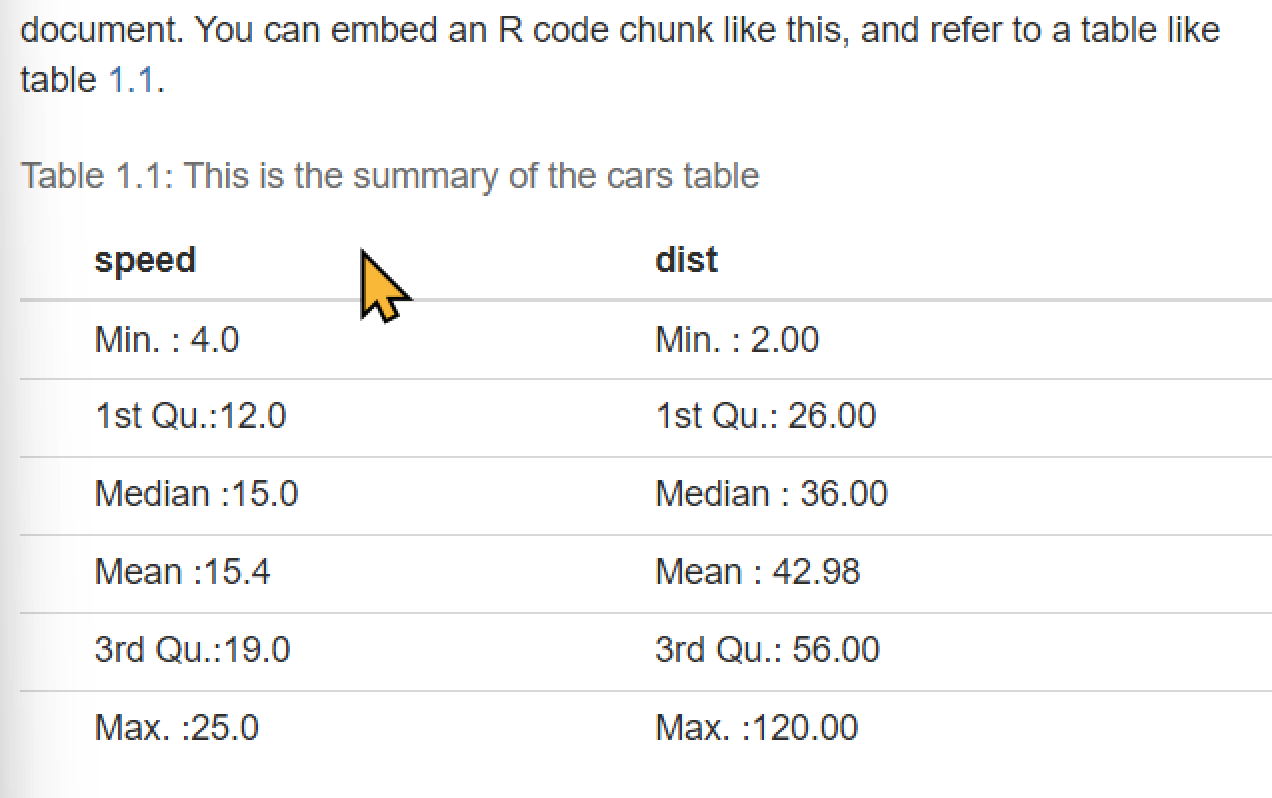 document. You can embed an R code chunk like this, and refer to a table like
table 1.1.
Table 1.1: This is the summary of the cars table
speed dist
Min. : 4.0 Min. : 2.00
1st Qu.:12.0 1st Qu.: 26.00
Median :15.0 Median : 36.00
Mean :15.4 Mean : 42.98
3rd Qu.:19.0 3rd Qu.: 56.00
Max. :25.0 Max. :120.00